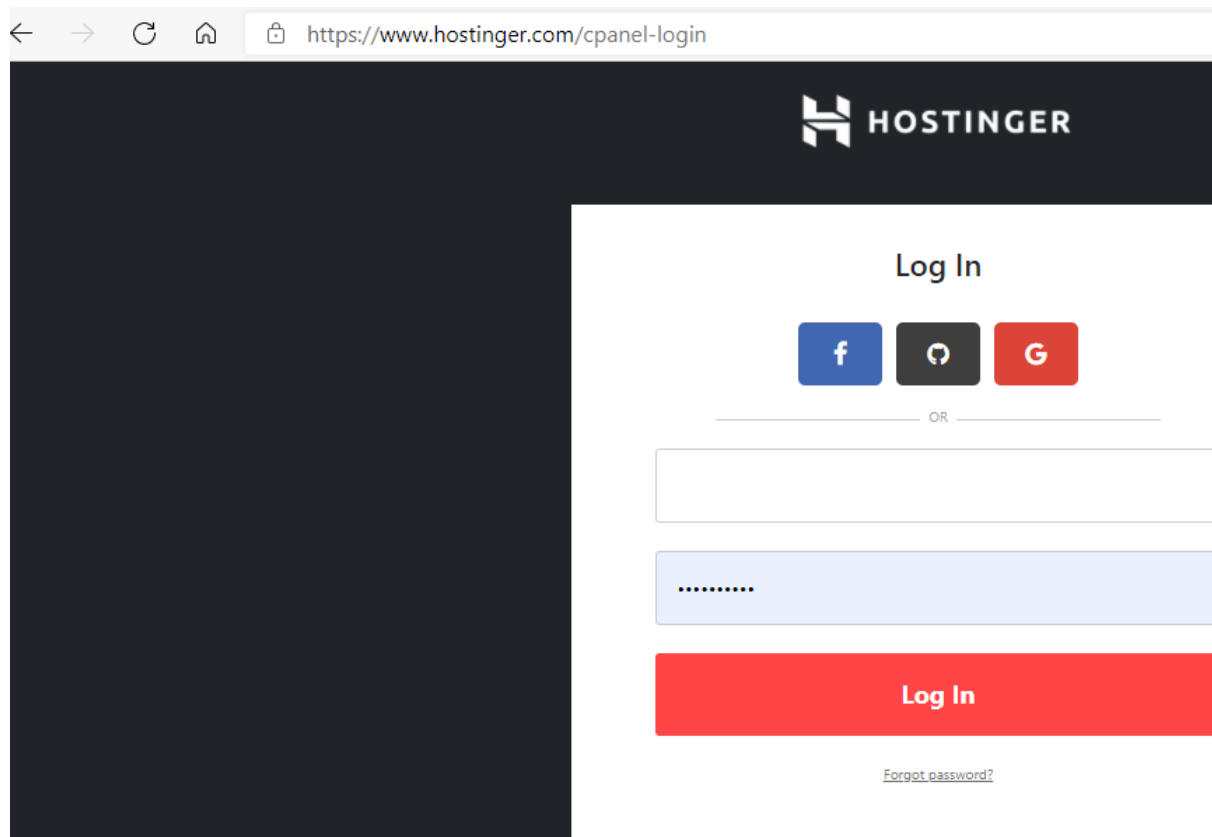 https://www.hostinger.com/cpanel-login
HOSTINGER
Log In
f G
OR
••••••••••
Log In
Forgot password?